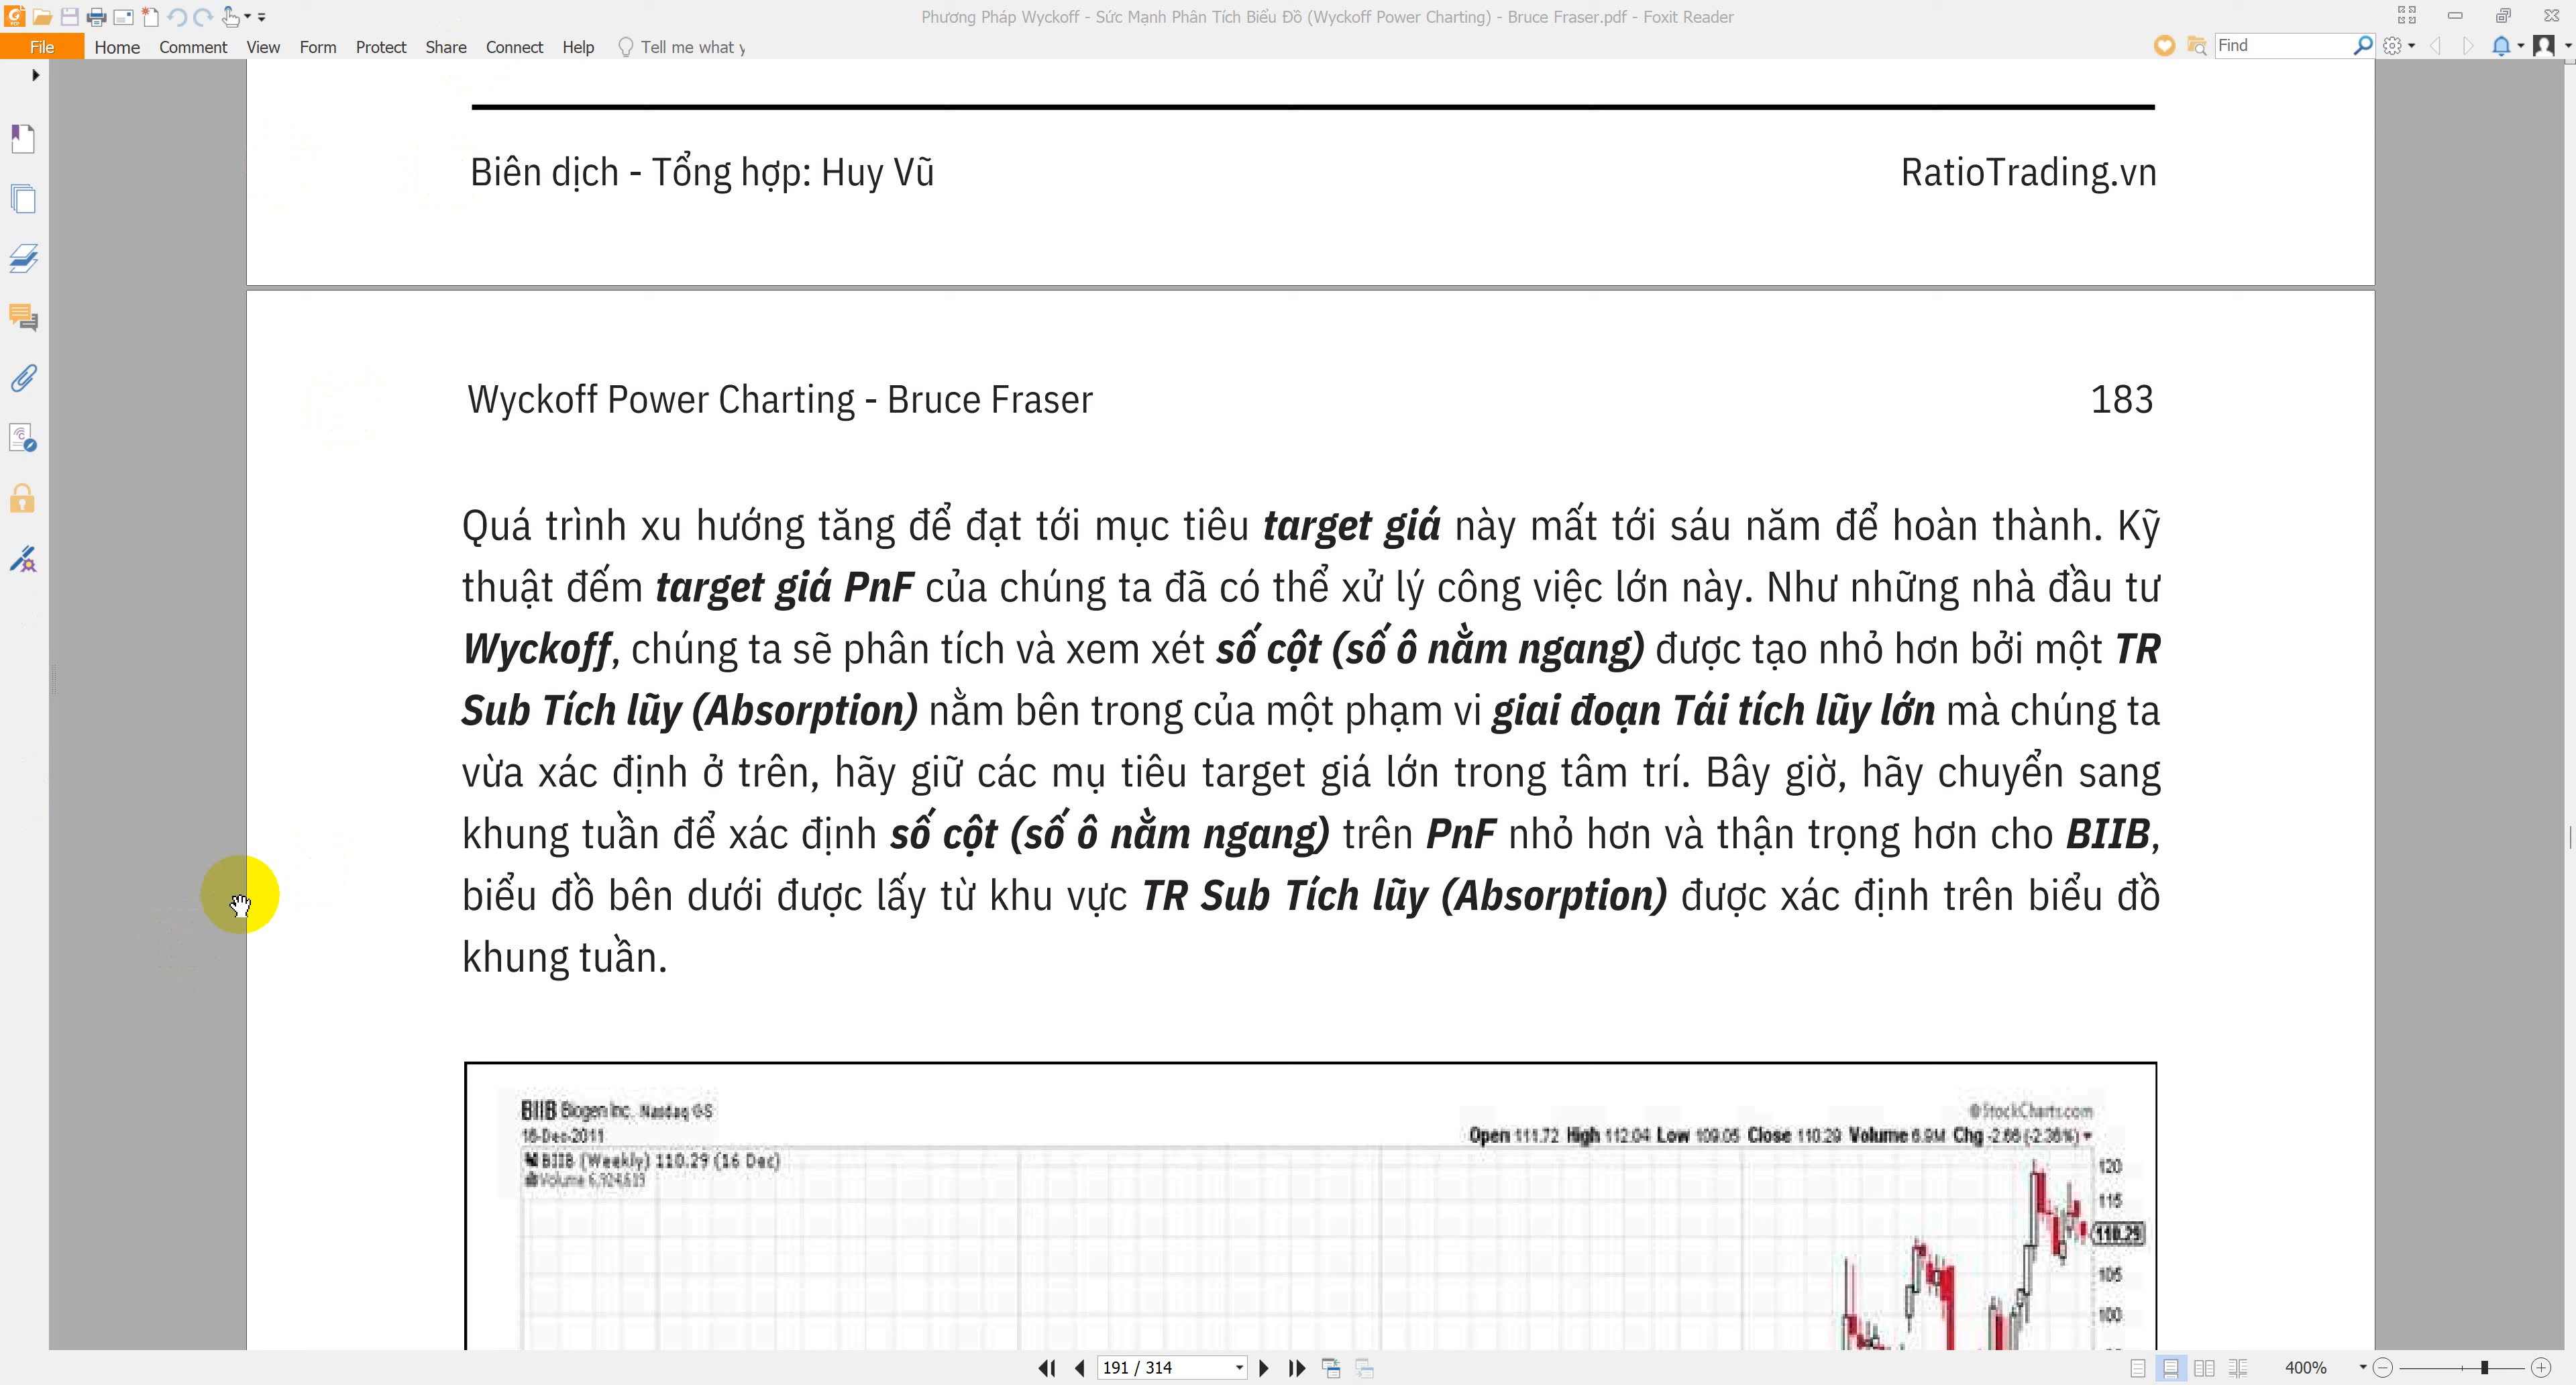 Phương Pháp Wyckoff - Sức Mạnh Phân Tích Biểu Đồ (Wyckoff Power Charting) - Bruce Fraser.pdf - Foxit Reader
File Home Comment View Form Protect Share Connect Help Tell me what y Find
Biên dịch - Tổng hợp: Huy Vũ RatioTrading.vn
Wyckoff Power Charting - Bruce Fraser 183
Quá trình xu hướng tăng để đạt tới mục tiêu target giá này mất tới sáu năm để hoàn thành. Kỹ
thuật đếm target giá PnF của chúng ta đã có thể xử lý công việc lớn này. Như những nhà đầu tư
Wyckoff, chúng ta sẽ phân tích và xem xét số cột (số ô nằm ngang) được tạo nhỏ hơn bởi một TR
Sub Tích lũy (Absorption) nằm bên trong của một phạm vi giai đoạn Tái tích lũy lớn mà chúng ta
vừa xác định ở trên, hãy giữ các mụ tiêu target giá lớn trong tâm trí. Bây giờ, hãy chuyển sang
khung tuần để xác định số cột (số ô nằm ngang) trên PnF nhỏ hơn và thận trọng hơn cho BIIB,
biểu đồ bên dưới được lấy từ khu vực TR Sub Tích lũy (Absorption) được xác định trên biểu đồ
khung tuần.
BIIB Biogen Inc. Nasdaq GS @StockCharts.com
16-Dec-2011 Open 111.72 High 112.04 Low 109.05 Close 110.29 Volume 6.9M Chg -2.66 (-2.36%)
BIIB (Weekly) 110.29 (16 Dec)
Volume 6,924,619
120
115
110.29
105
100
191 / 314 400%